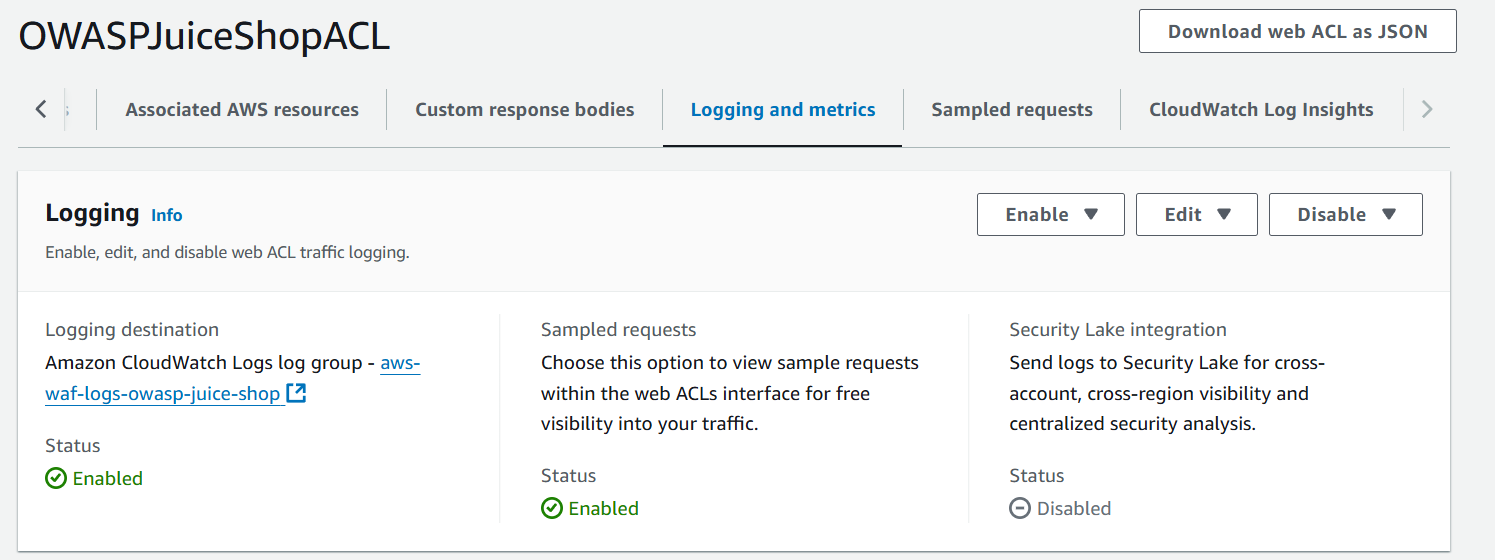 OWASPJuiceShopACL
Download web ACL as JSON
Associated AWS resources
Custom response bodies
Logging and metrics
Sampled requests
CloudWatch Log Insights
Logging Info
Enable
Edit
Disable
Enable, edit, and disable web ACL traffic logging.
Logging destination
Amazon CloudWatch Logs log group - aws-
waf-logs-owasp-juice-shop
Status
Enabled
Sampled requests
Choose this option to view sample requests
within the web ACLs interface for free
visibility into your traffic.
Status
Enabled
Security Lake integration
Send logs to Security Lake for cross-
account, cross-region visibility and
centralized security analysis.
Status
Disabled